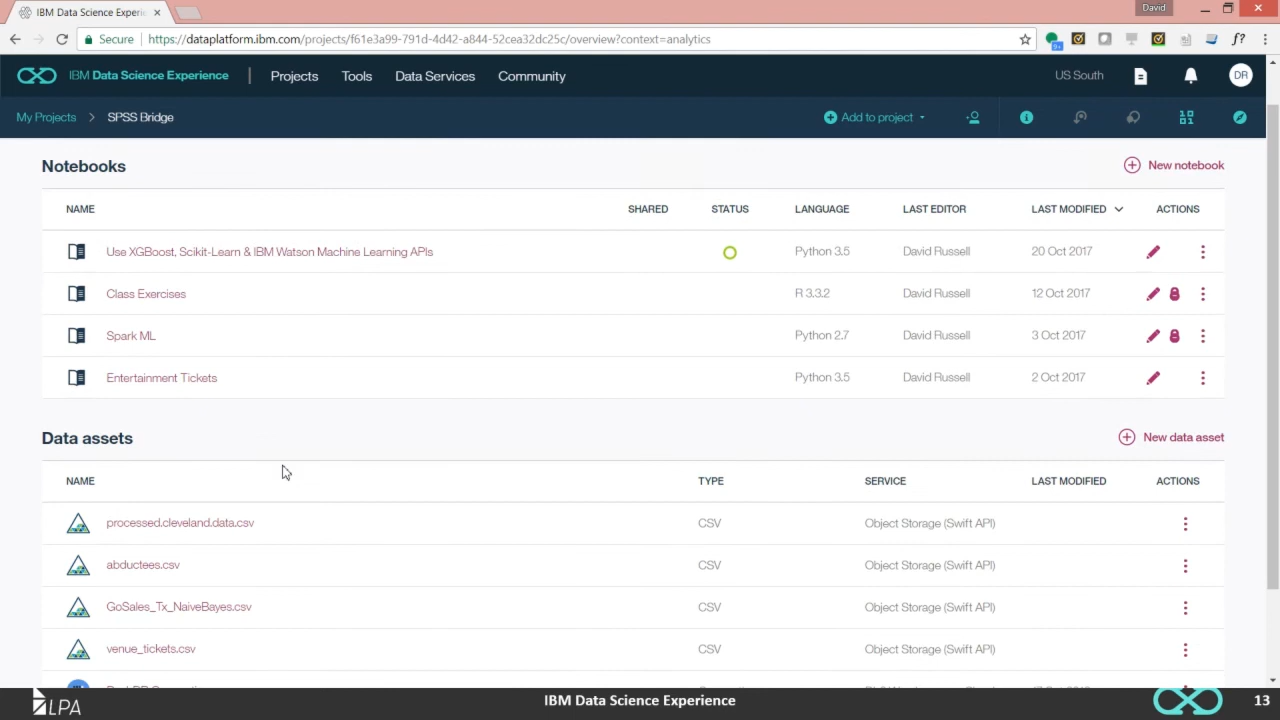 David
IBM Data Science Experie
Secure https://dataplatform.ibm.com/projects/f61e3a99-791d-4d42-a844-52cea32dc25c/overview?context=analytics
9+
f?
IBM Data Science Experience Projects Tools Data Services Community US South DR
My Projects > SPSS Bridge Add to project
Notebooks New notebook
NAME SHARED STATUS LANGUAGE LAST EDITOR LAST MODIFIED ACTIONS
Use XGBoost, Scikit-Learn & IBM Watson Machine Learning APIs Python 3.5 David Russell 20 Oct 2017
Class Exercises R 3.3.2 David Russell 12 Oct 2017
Spark ML Python 2.7 David Russell 3 Oct 2017
Entertainment Tickets Python 3.5 David Russell 2 Oct 2017
Data assets New data asset
NAME TYPE SERVICE LAST MODIFIED ACTIONS
processed.cleveland.data.csv CSV Object Storage (Swift API)
abductees.csv CSV Object Storage (Swift API)
GoSales_Tx_NaiveBayes.csv CSV Object Storage (Swift API)
venue_tickets.csv CSV Object Storage (Swift API)
LPA IBM Data Science Experience 13